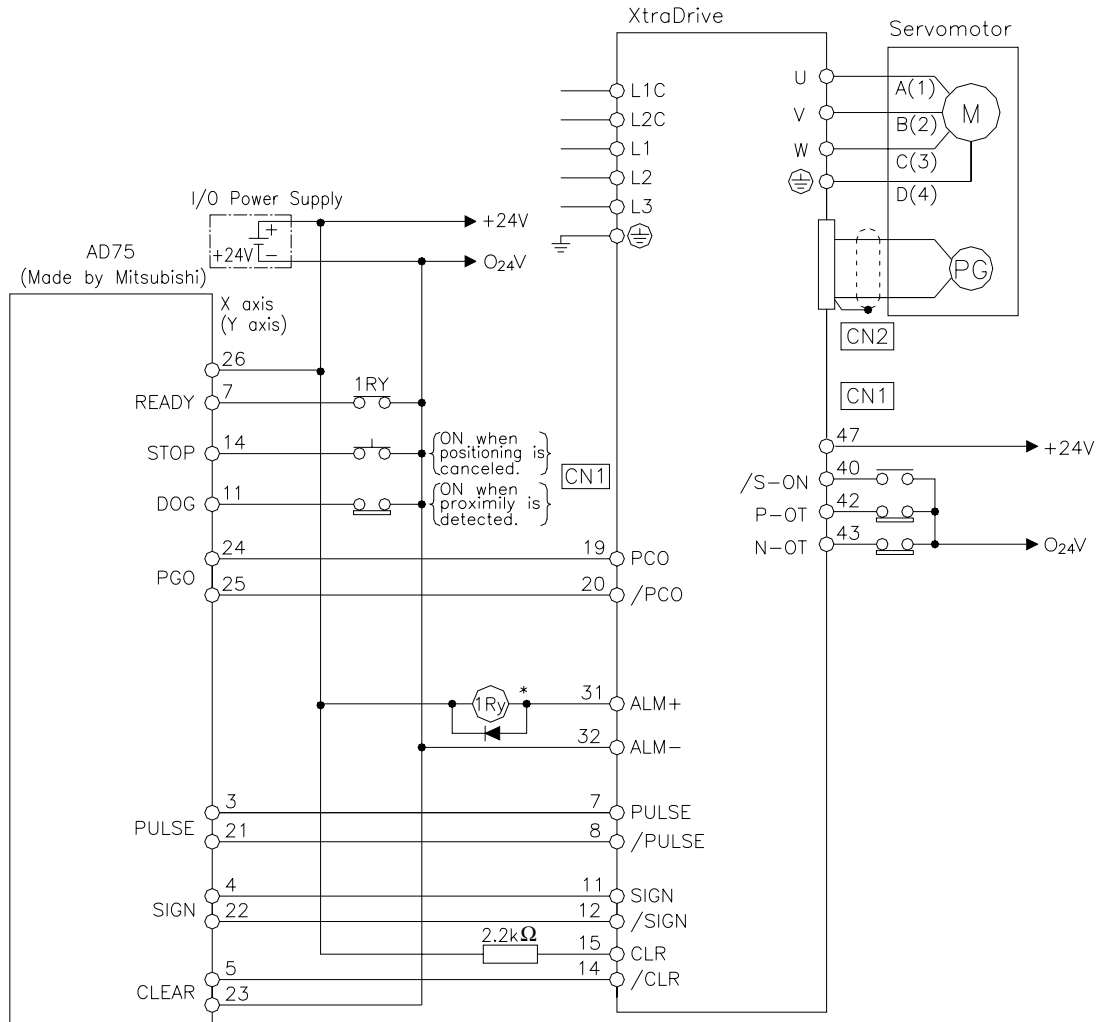 XtraDrive
Servomotor
L1C
L2C
L1
L2
L3
U
V
W
A(1)
B(2)
C(3)
D(4)
M
PG
CN2
CN1
I/O Power Supply
+
+24V
−
+24V
O24V
AD75
(Made by Mitsubishi)
X axis
(Y axis)
26
READY 7 1RY
STOP 14
ON when
positioning is
canceled.
DOG 11
ON when
proximily is
detected.
CN1
47 +24V
/S-ON 40
P-OT 42
N-OT 43 O24V
PGO
24 19 PCO
25 20 /PCO
1Ry * 31 ALM+
32 ALM−
PULSE
3 7 PULSE
21 8 /PULSE
SIGN
4 11 SIGN
22 12 /SIGN
2.2kΩ 15 CLR
CLEAR
5 14 /CLR
23